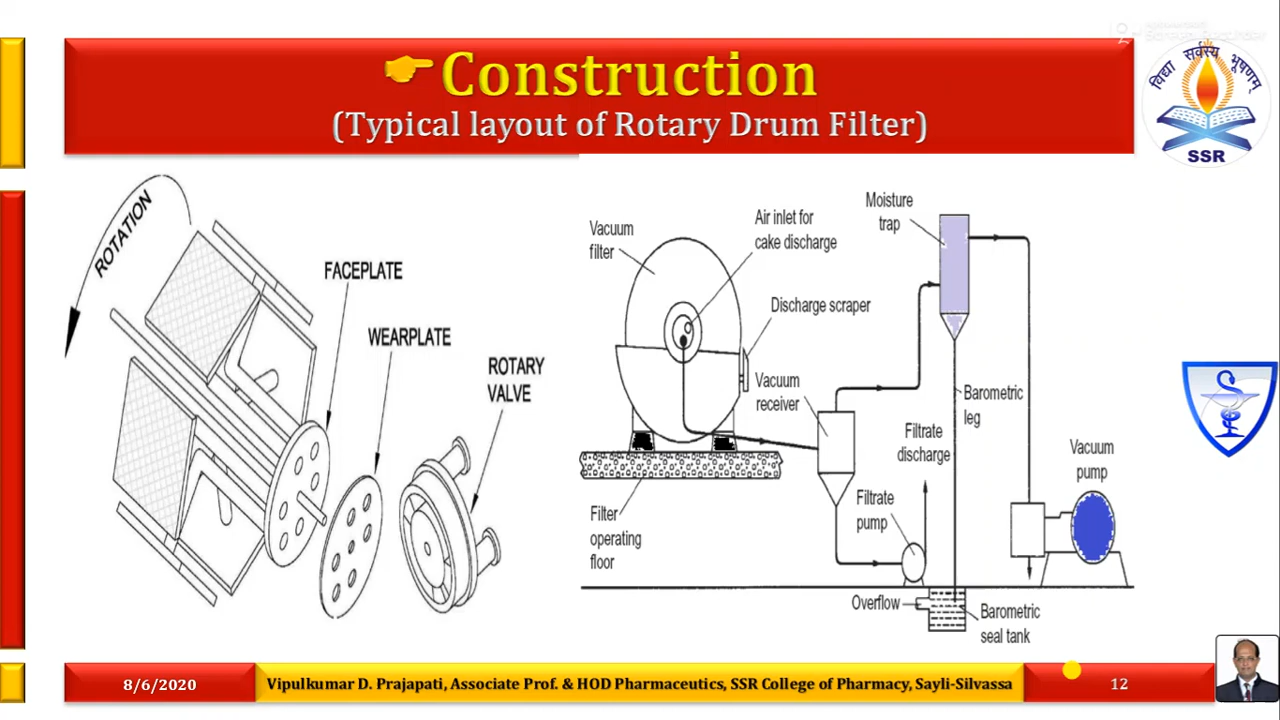 Construction
(Typical layout of Rotary Drum Filter)
विद्या सर्वस्य भूषणम्
SSR
ROTATION
FACEPLATE
WEARPLATE
ROTARY
VALVE
Vacuum
filter
Air inlet for
cake discharge
Moisture
trap
Discharge scraper
Vacuum
receiver
Barometric
leg
Filtrate
discharge
Vacuum
pump
Filtrate
pump
Filter
operating
floor
Overflow
Barometric
seal tank
8/6/2020
Vipulkumar D. Prajapati, Associate Prof. & HOD Pharmaceutics, SSR College of Pharmacy, Sayli-Silvassa
12